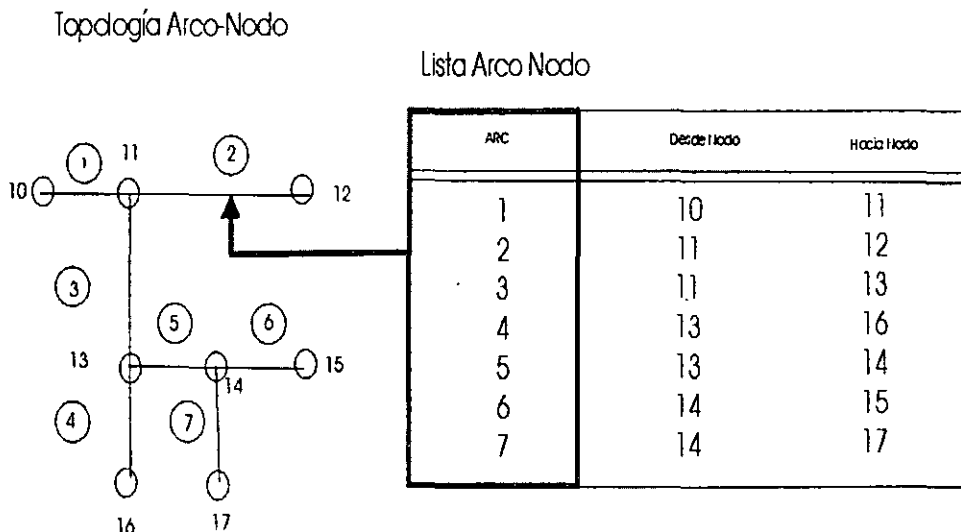 Topología Arco-Nodo
Lista Arco Nodo
ARC Desde Nodo Hacia Nodo
1 10 11
2 11 12
3 11 13
4 13 16
5 13 14
6 14 15
7 14 17
1 11 2
10 12
3
5 6
13 14 15
4 7
16 17